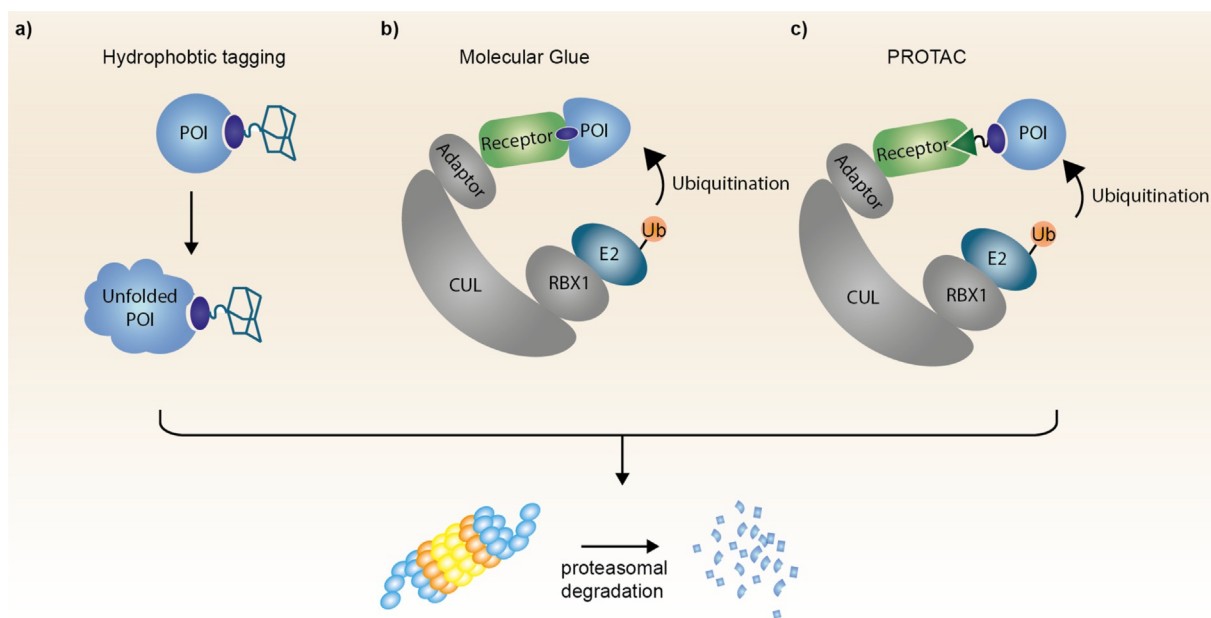 a)
Hydrophobtic tagging
POI
Unfolded
POI
b)
Molecular Glue
Receptor
POI
Adaptor
Ubiquitination
Ub
E2
RBX1
CUL
c)
PROTAC
Receptor
POI
Adaptor
Ubiquitination
Ub
E2
RBX1
CUL
proteasomal
degradation